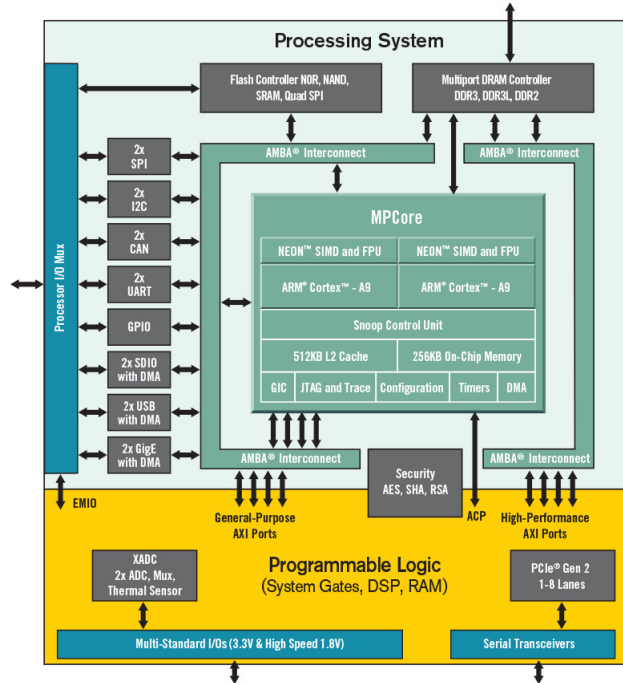 Processing System
Flash Controller NOR, NAND,
SRAM, Quad SPI
Multiport DRAM Controller
DDR3, DDR3L, DDR2
Processor I/O Mux
2x
SPI
2x
I2C
2x
CAN
2x
UART
GPIO
2x SDIO
with DMA
2x USB
with DMA
2x GigE
with DMA
AMBA® Interconnect
AMBA® Interconnect
MPCore
NEON™ SIMD and FPU
NEON™ SIMD and FPU
ARM® Cortex™ - A9
ARM® Cortex™ - A9
Snoop Control Unit
512KB L2 Cache
256KB On-Chip Memory
GIC
JTAG and Trace
Configuration
Timers
DMA
AMBA® Interconnect
AMBA® Interconnect
Security
AES, SHA, RSA
EMIO
General-Purpose
AXI Ports
ACP
High-Performance
AXI Ports
XADC
2x ADC, Mux,
Thermal Sensor
Programmable Logic
(System Gates, DSP, RAM)
PCIe® Gen 2
1-8 Lanes
Multi-Standard I/Os (3.3V & High Speed 1.8V)
Serial Transceivers